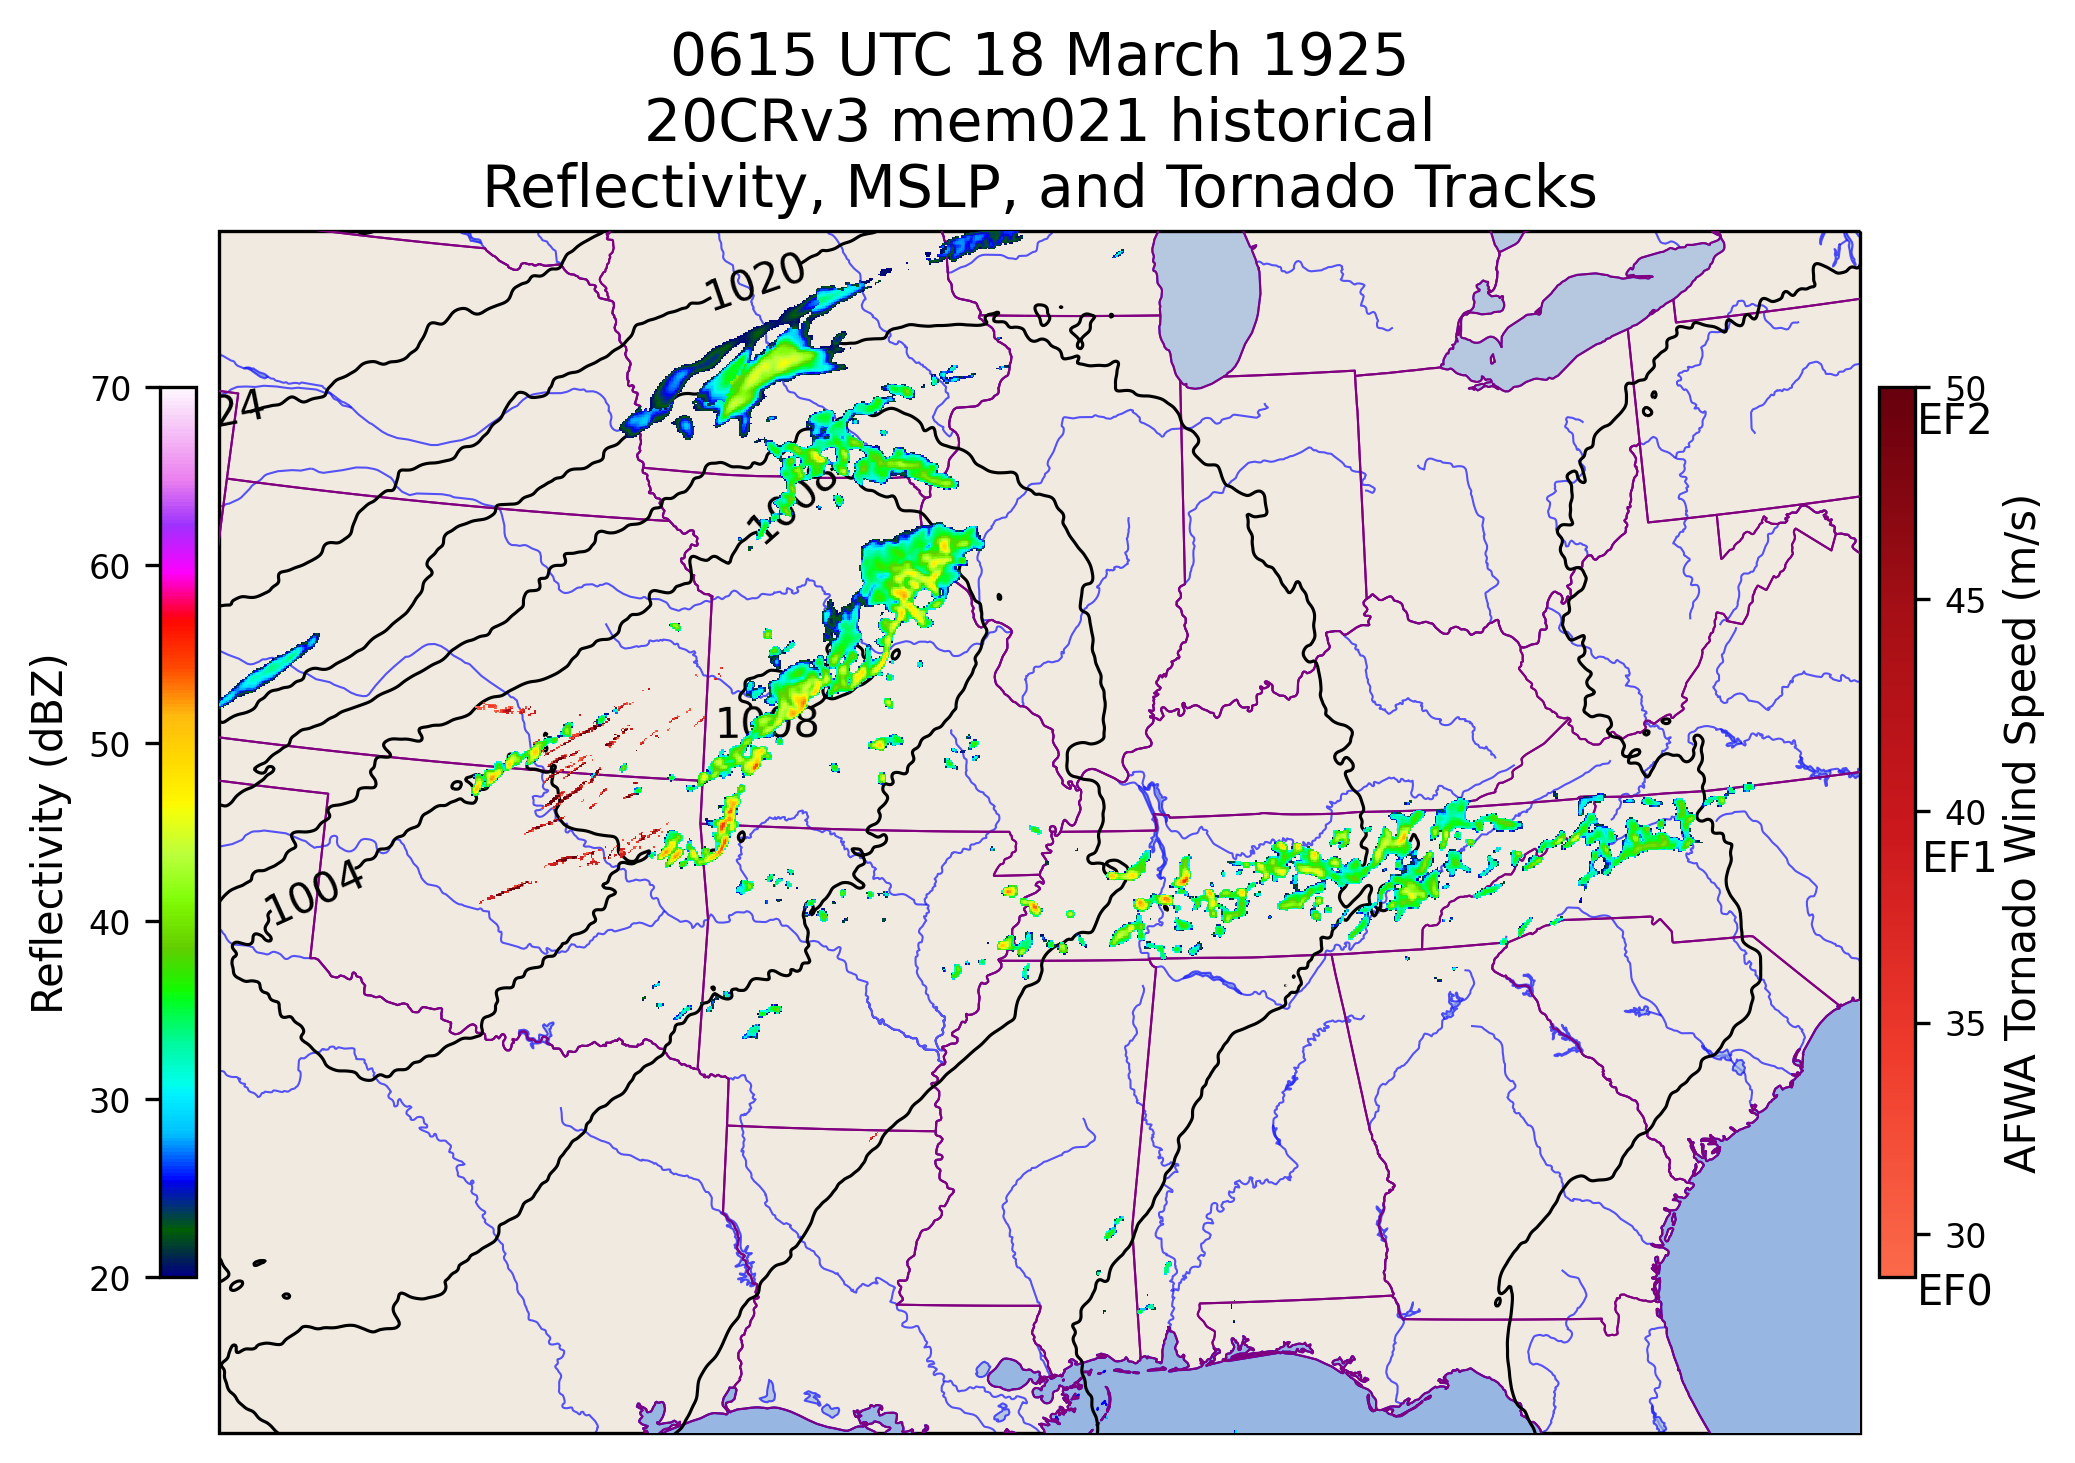 0615 UTC 18 March 1925
20CRv3 mem021 historical
Reflectivity, MSLP, and Tornado Tracks
1020
24
1008
1008
1004
70
60
50
40
30
20
Reflectivity (dBZ)
50
EF2
45
40
EF1
35
30
EF0
AFWA Tornado Wind Speed (m/s)